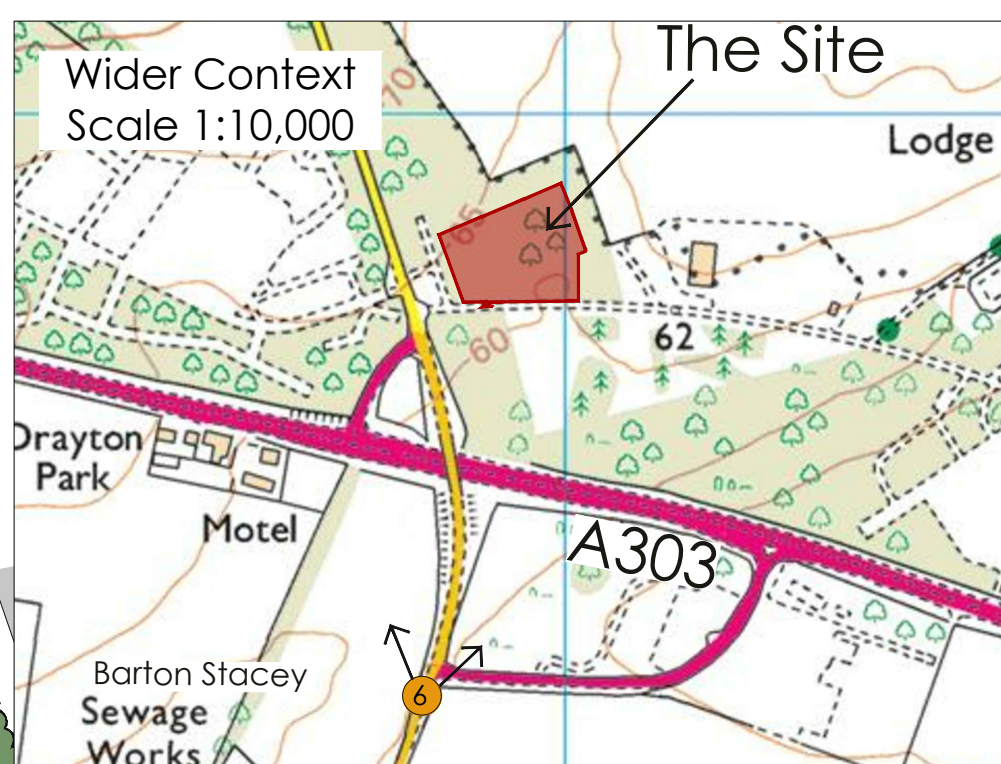 Wider Context
Scale 1:10,000
The Site
70
Lodge
65
60
62
Drayton
Park
Motel
A303
Barton Stacey
6
Sewage
Works